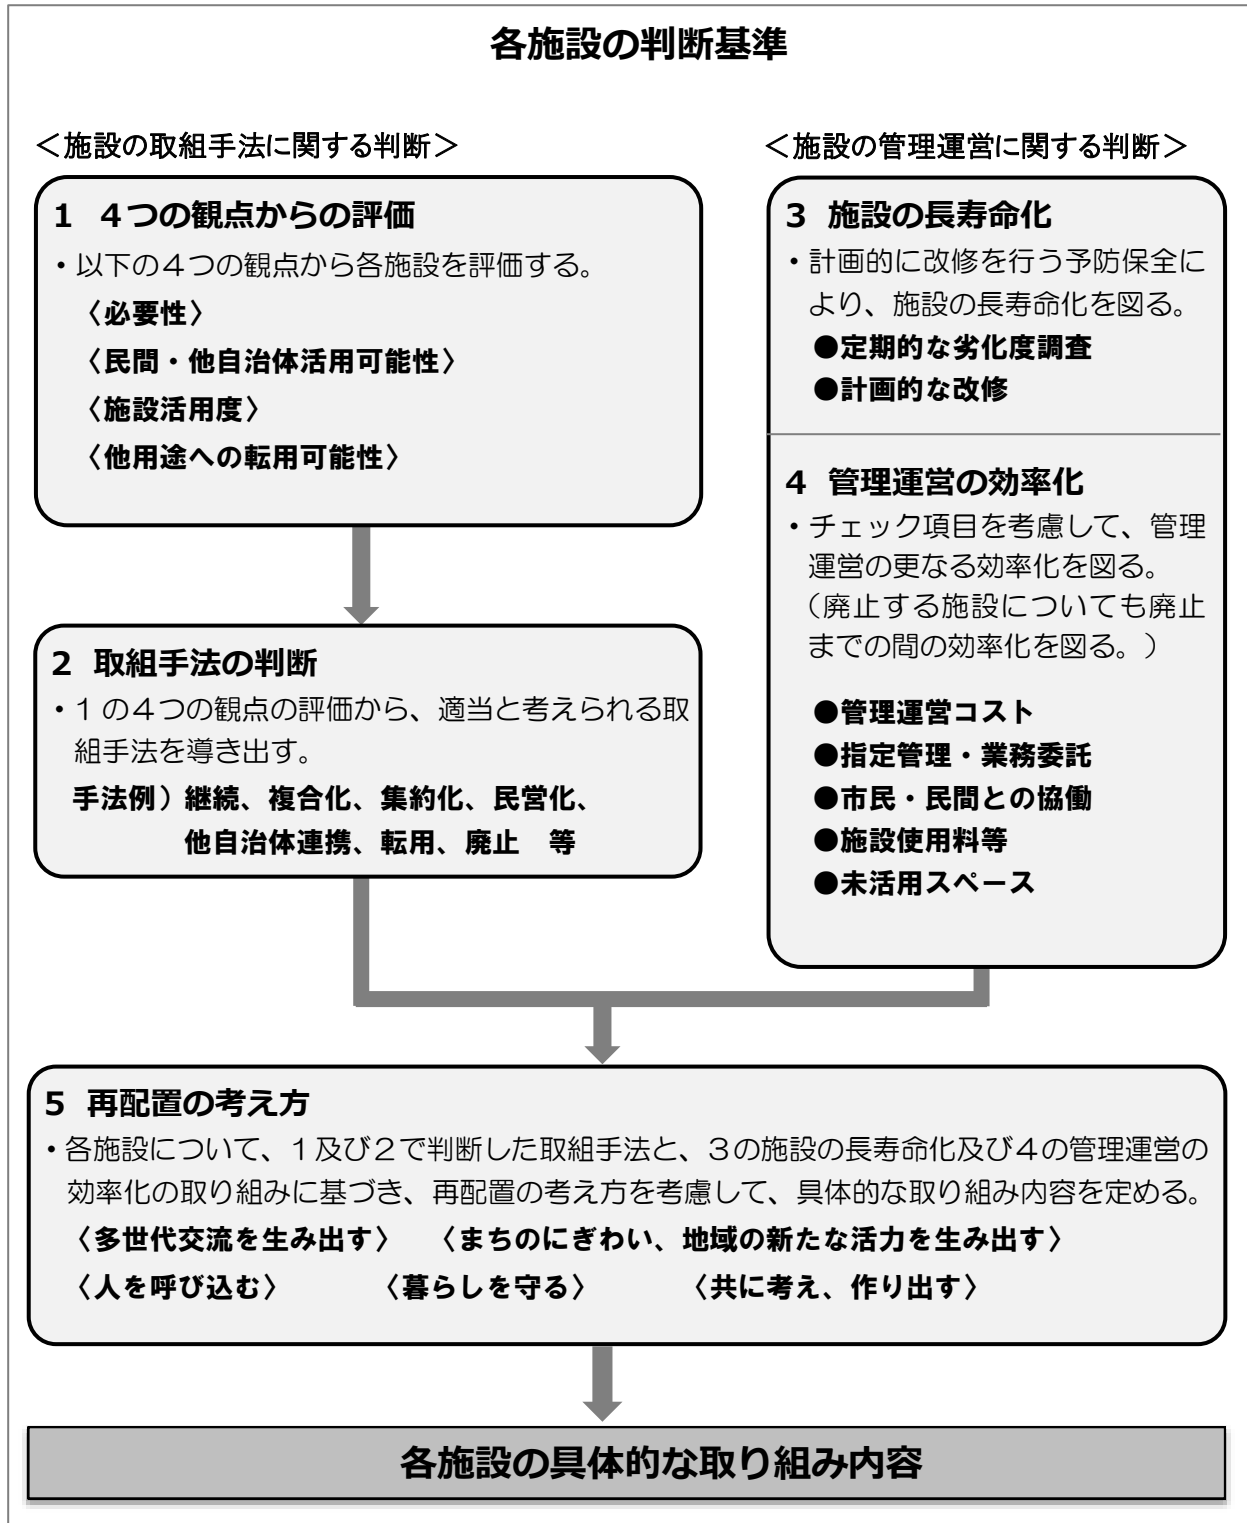 各施設の判断基準
＜施設の取組手法に関する判断＞
1 4つの観点からの評価
・以下の4つの観点から各施設を評価する。
〈必要性〉
〈民間・他自治体活用可能性〉
〈施設活用度〉
〈他用途への転用可能性〉
2 取組手法の判断
・1の4つの観点の評価から、適当と考えられる取
組手法を導き出す。
手法例）継続、複合化、集約化、民営化、
他自治体連携、転用、廃止　等
＜施設の管理運営に関する判断＞
3 施設の長寿命化
・計画的に改修を行う予防保全に
より、施設の長寿命化を図る。
●定期的な劣化度調査
●計画的な改修
4 管理運営の効率化
・チェック項目を考慮して、管理
運営の更なる効率化を図る。
（廃止する施設についても廃止
までの間の効率化を図る。）
●管理運営コスト
●指定管理・業務委託
●市民・民間との協働
●施設使用料等
●未活用スペース
5 再配置の考え方
・各施設について、1及び2で判断した取組手法と、3の施設の長寿命化及び4の管理運営の
効率化の取り組みに基づき、再配置の考え方を考慮して、具体的な取り組み内容を定める。
〈多世代交流を生み出す〉　〈まちのにぎわい、地域の新たな活力を生み出す〉
〈人を呼び込む〉　〈暮らしを守る〉　〈共に考え、作り出す〉
各施設の具体的な取り組み内容